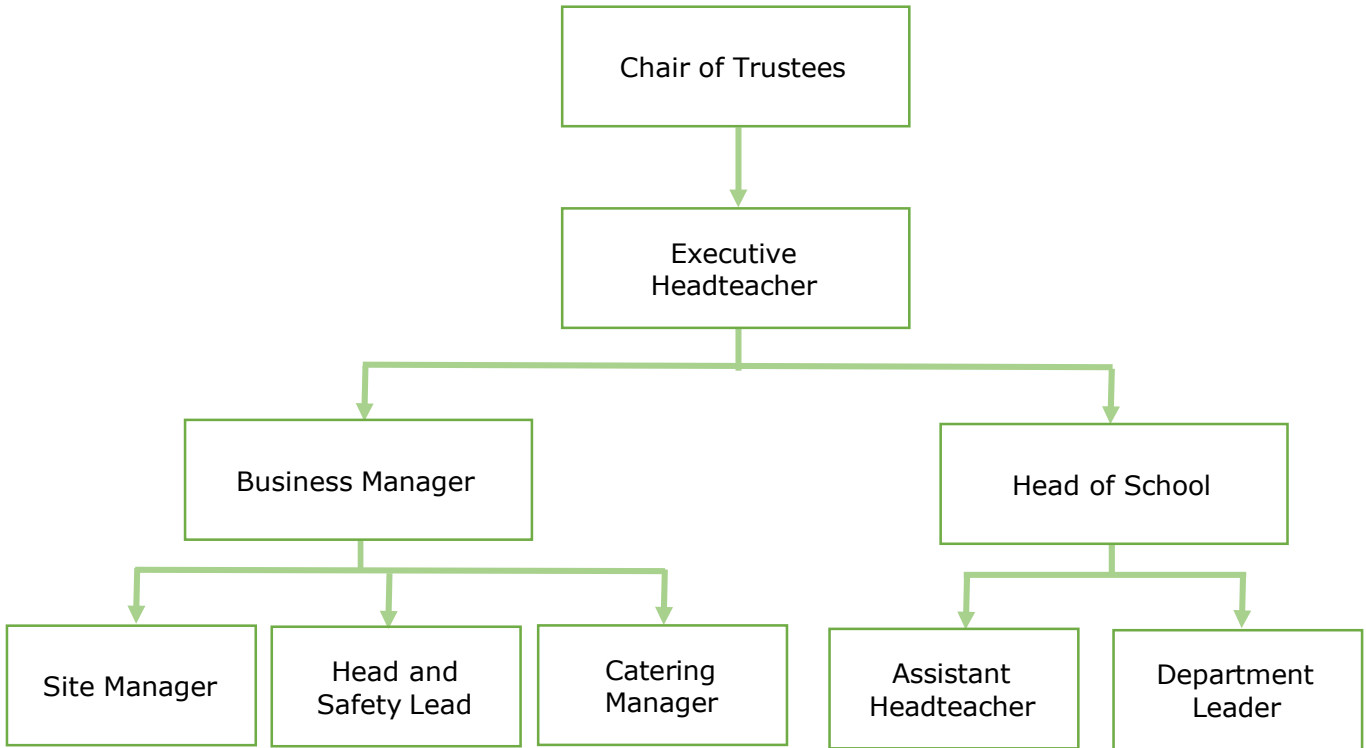 Chair of Trustees
Executive
Headteacher
Business Manager
Head of School
Site Manager
Head and
Safety Lead
Catering
Manager
Assistant
Headteacher
Department
Leader